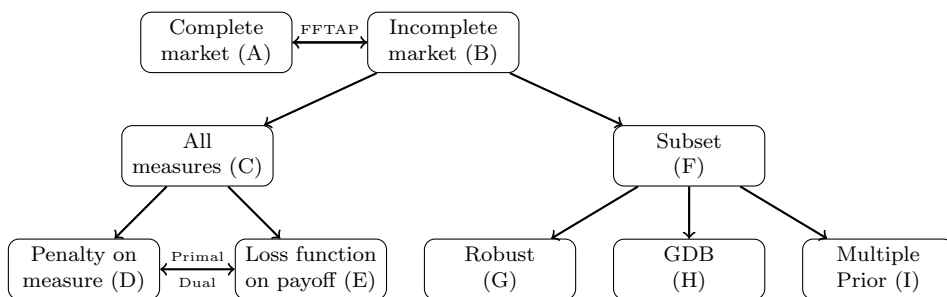 Complete
market (A)
FFTAP
Incomplete
market (B)
All
measures (C)
Subset
(F)
Penalty on
measure (D)
Primal
Dual
Loss function
on payoff (E)
Robust
(G)
GDB
(H)
Multiple
Prior (I)